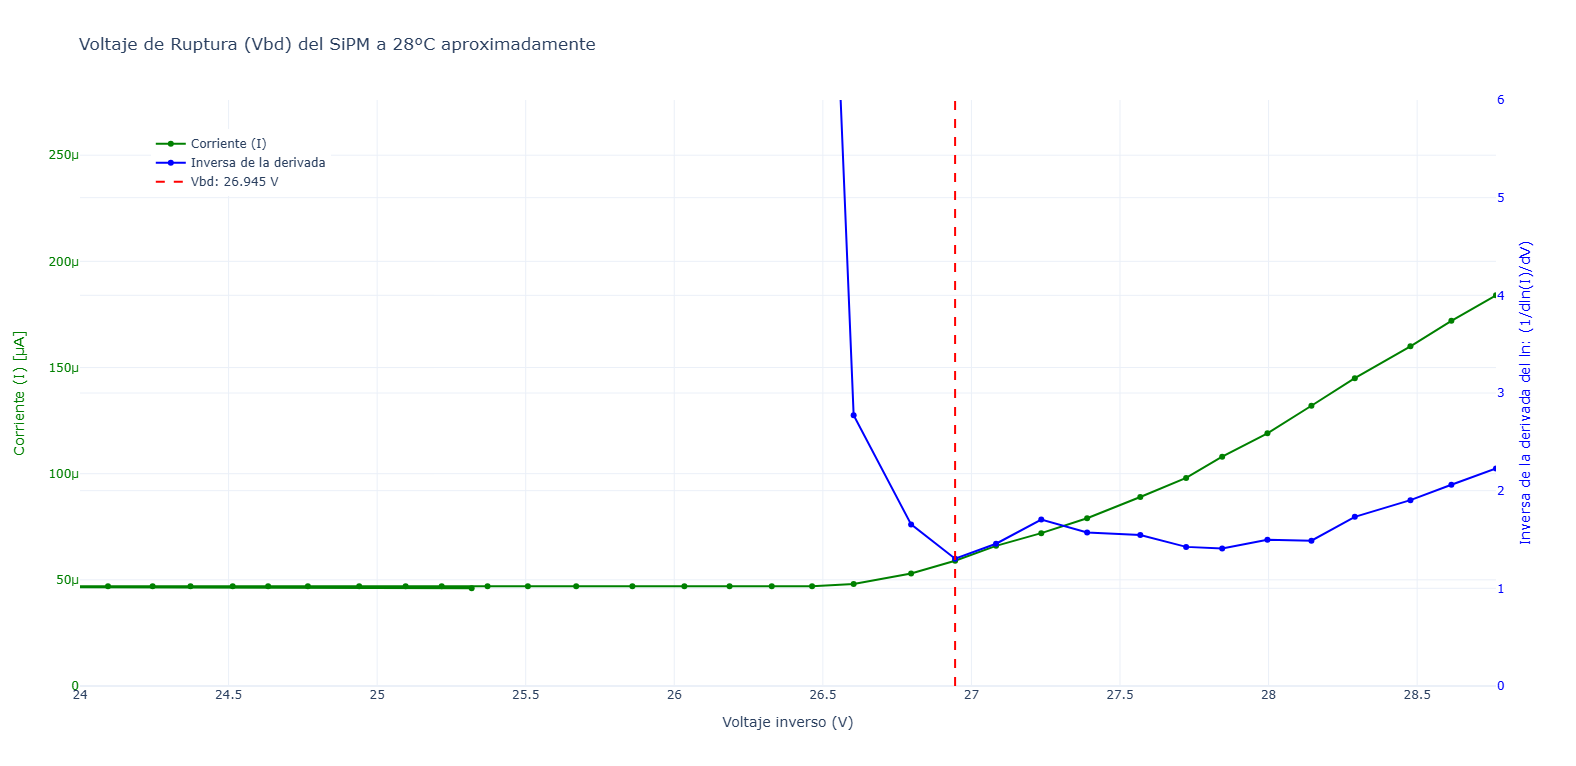 Voltaje de Ruptura (Vbd) del SiPM a 28ºC aproximadamente
Corriente (I)
Inversa de la derivada
Vbd: 26.945 V
250µ
200µ
150µ
100µ
50µ
0
Corriente (I) [µA]
6
5
4
3
2
1
0
Inversa de la derivada del ln: (1/dln(I)/dV)
24
24.5
25
25.5
26
26.5
27
27.5
28
28.5
Voltaje inverso (V)